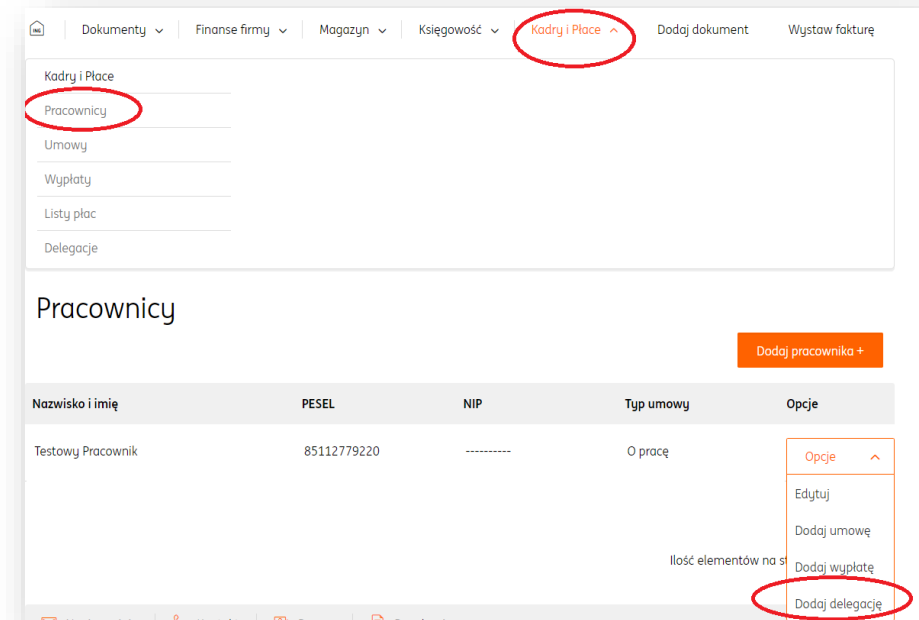 ING Dokumenty Finanse firmy Magazyn Księgowość Kadry i Płace Dodaj dokument Wystaw fakturę
Kadry i Płace
Pracownicy
Umowy
Wypłaty
Listy płac
Delegacje
Pracownicy
Dodaj pracownika +
Nazwisko i imię PESEL NIP Typ umowy Opcje
Testowy Pracownik 85112779220 ---------- O pracę Opcje
Edytuj
Dodaj umowę
Ilość elementów na
Dodaj wypłatę
Dodaj delegację